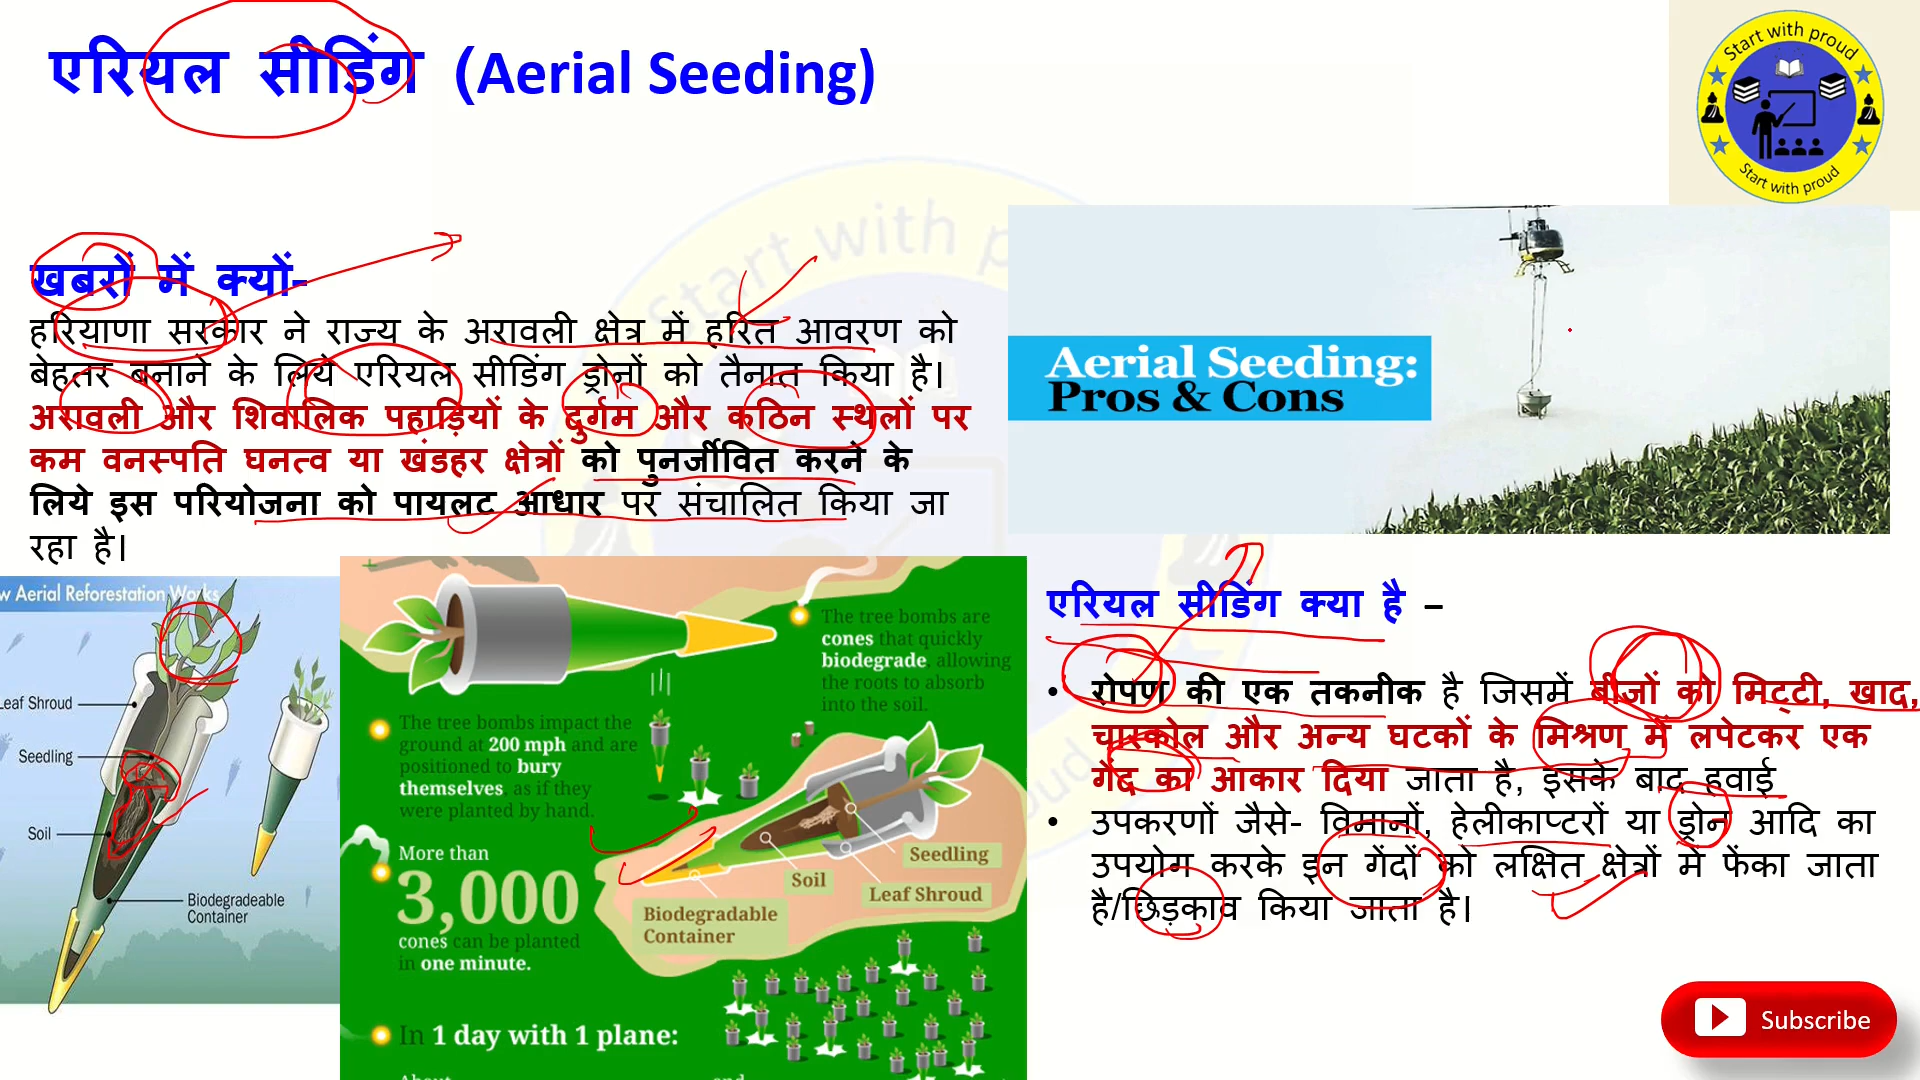 एरियल सीडिंग (Aerial Seeding)
Start with proud
Start with proud
खबरों में क्यों-
हरियाणा सरकार ने राज्य के अरावली क्षेत्र में हरित आवरण को
बेहतर बनाने के लिये एरियल सीडिंग ड्रोनों को तैनात किया है।
अरावली और शिवालिक पहाड़ियों के दुर्गम और कठिन स्थलों पर
कम वनस्पति घनत्व या खंडहर क्षेत्रों को पुनर्जीवित करने के
लिये इस परियोजना को पायलट आधार पर संचालित किया जा
रहा है।
Aerial Seeding:
Pros & Cons
w Aerial Reforestation Works
Leaf Shroud
Seedling
Soil
Biodegradeable
Container
The tree bombs are
cones that quickly
biodegrade, allowing
the roots to absorb
into the soil.
The tree bombs impact the
ground at 200 mph and are
positioned to bury
themselves, as if they
were planted by hand.
More than
3,000
cones can be planted
in one minute.
Seedling
Soil
Leaf Shroud
Biodegradable
Container
In 1 day with 1 plane:
About
and
एरियल सीडिंग क्या है –
• रोपण की एक तकनीक है जिसमें बीजों को मिट्टी, खाद,
चारकोल और अन्य घटकों के मिश्रण में लपेटकर एक
गेंद का आकार दिया जाता है, इसके बाद हवाई
• उपकरणों जैसे- विमानों, हेलीकाप्टरों या ड्रोन आदि का
उपयोग करके इन गेंदों को लक्षित क्षेत्रों में फेंका जाता
है/छिड़काव किया जाता है।
Subscribe
start with p